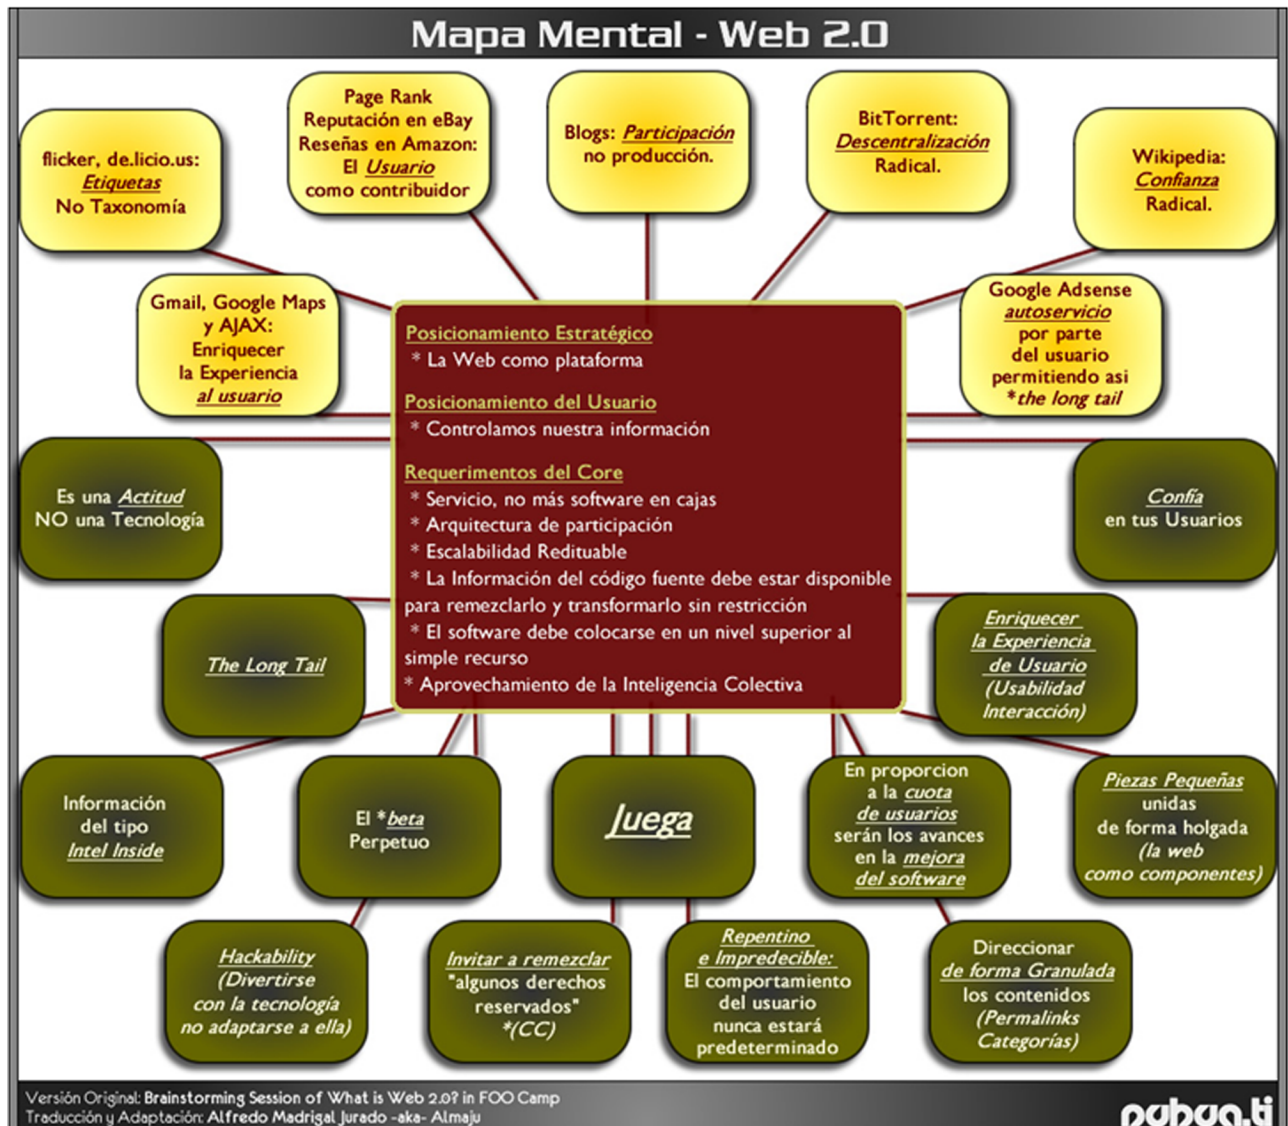 Mapa Mental - Web 2.0
flicker, de.licio.us:
Etiquetas
No Taxonomía
Page Rank
Reputación en eBay
Reseñas en Amazon:
El Usuario
como contribuidor
Blogs: Participación
no producción.
BitTorrent:
Descentralización
Radical.
Wikipedia:
Confianza
Radical.
Gmail, Google Maps
y AJAX:
Enriquecer
la Experiencia
al usuario
Google Adsense
autoservicio
por parte
del usuario
permitiendo asi
*the long tail
Posicionamiento Estratégico
* La Web como plataforma
Posicionamiento del Usuario
* Controlamos nuestra información
Requerimentos del Core
* Servicio, no más software en cajas
* Arquitectura de participación
* Escalabilidad Redituable
* La Información del código fuente debe estar disponible
para remezclarlo y transformarlo sin restricción
* El software debe colocarse en un nivel superior al
simple recurso
* Aprovechamiento de la Inteligencia Colectiva
Es una Actitud
NO una Tecnología
Confía
en tus Usuarios
The Long Tail
Enriquecer
la Experiencia
de Usuario
(Usabilidad
Interacción)
Información
del tipo
Intel Inside
El *beta
Perpetuo
Juega
En proporcion
a la cuota
de usuarios
serán los avances
en la mejora
del software
Piezas Pequeñas
unidas
de forma holgada
(la web
como componentes)
Hackability
(Divertirse
con la tecnología
no adaptarse a ella)
Invitar a remezclar
"algunos derechos
reservados"
*(CC)
Repentino
e Impredecible:
El comportamiento
del usuario
nunca estará
predeterminado
Direccionar
de forma Granulada
los contenidos
(Permalinks
Categorías)
Versión Original: Brainstorming Session of What is Web 2.0? in FOO Camp
Traducción y Adaptación: Alfredo Madrigal Jurado -aka- Almaju